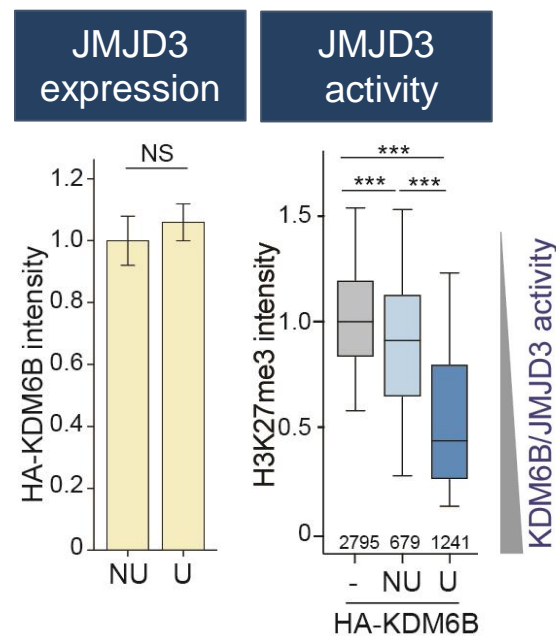 JMJD3
expression
JMJD3
activity
NS
1.2
1.0
0.8
0.6
0.4
0.2
0
HA-KDM6B intensity
NU U
***
*** ***
1.5
1.0
0.5
0
H3K27me3 intensity
2795 679 1241
- NU U
HA-KDM6B
KDM6B/JMJD3 activity